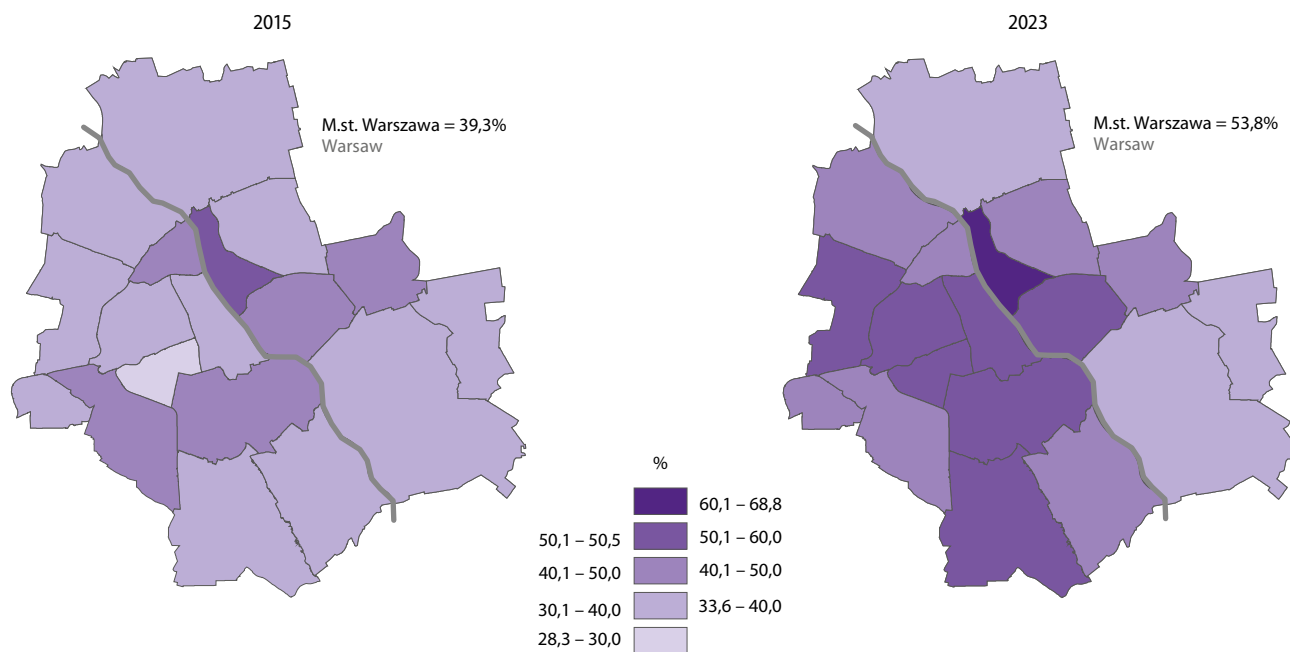 2015
2023
M.st. Warszawa = 39,3%
Warsaw
M.st. Warszawa = 53,8%
Warsaw
%
60,1 – 68,8
50,1 – 50,5
50,1 – 60,0
40,1 – 50,0
40,1 – 50,0
30,1 – 40,0
33,6 – 40,0
28,3 – 30,0